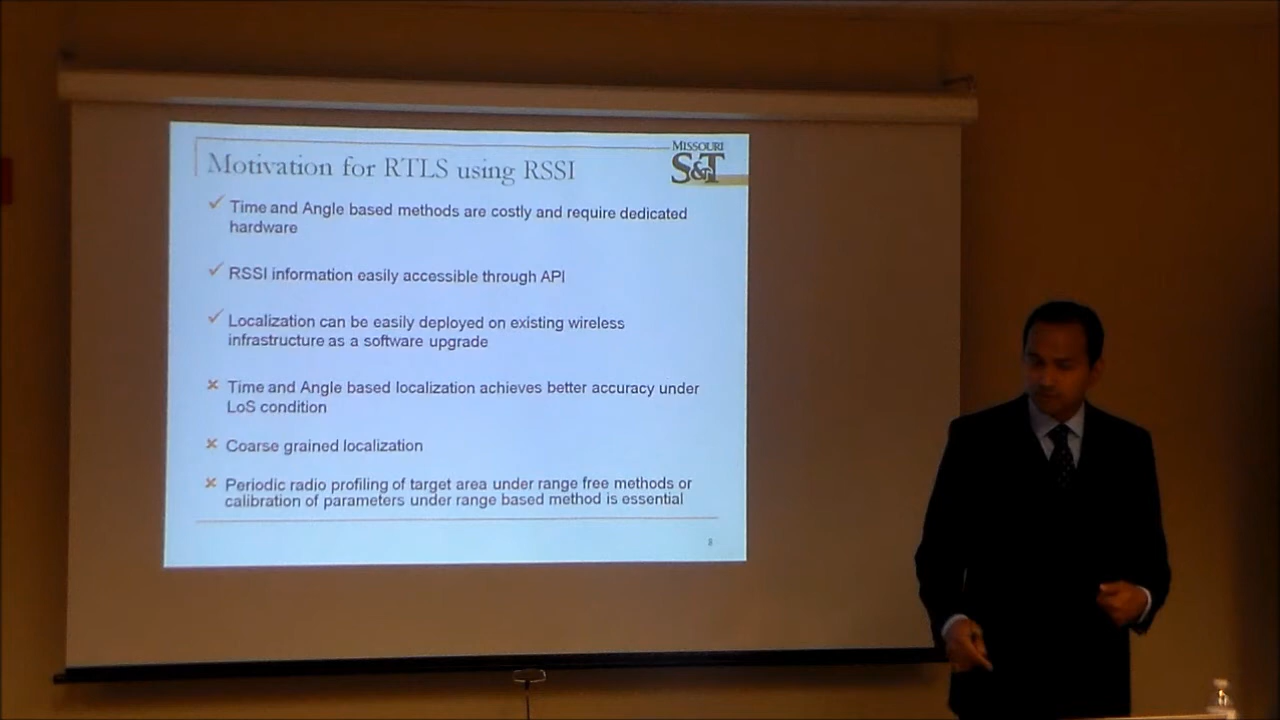 MISSOURI
S&T
Motivation for RTLS using RSSI
Time and Angle based methods are costly and require dedicated
hardware
RSSI information easily accessible through API
Localization can be easily deployed on existing wireless
infrastructure as a software upgrade
Time and Angle based localization achieves better accuracy under
LoS condition
Coarse grained localization
Periodic radio profiling of target area under range free methods or
calibration of parameters under range based method is essential